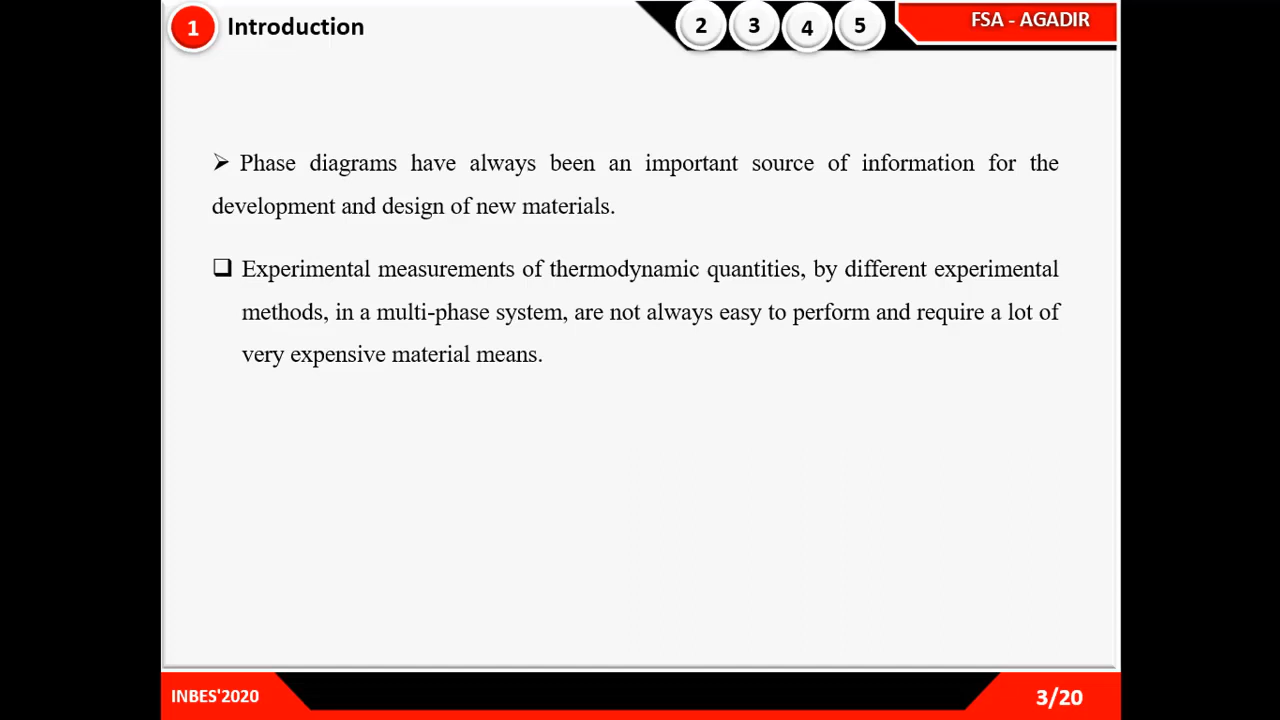 1 Introduction
2 3 4 5
FSA - AGADIR
➢ Phase diagrams have always been an important source of information for the
development and design of new materials.
❑ Experimental measurements of thermodynamic quantities, by different experimental
methods, in a multi-phase system, are not always easy to perform and require a lot of
very expensive material means.
INBES'2020
3/20